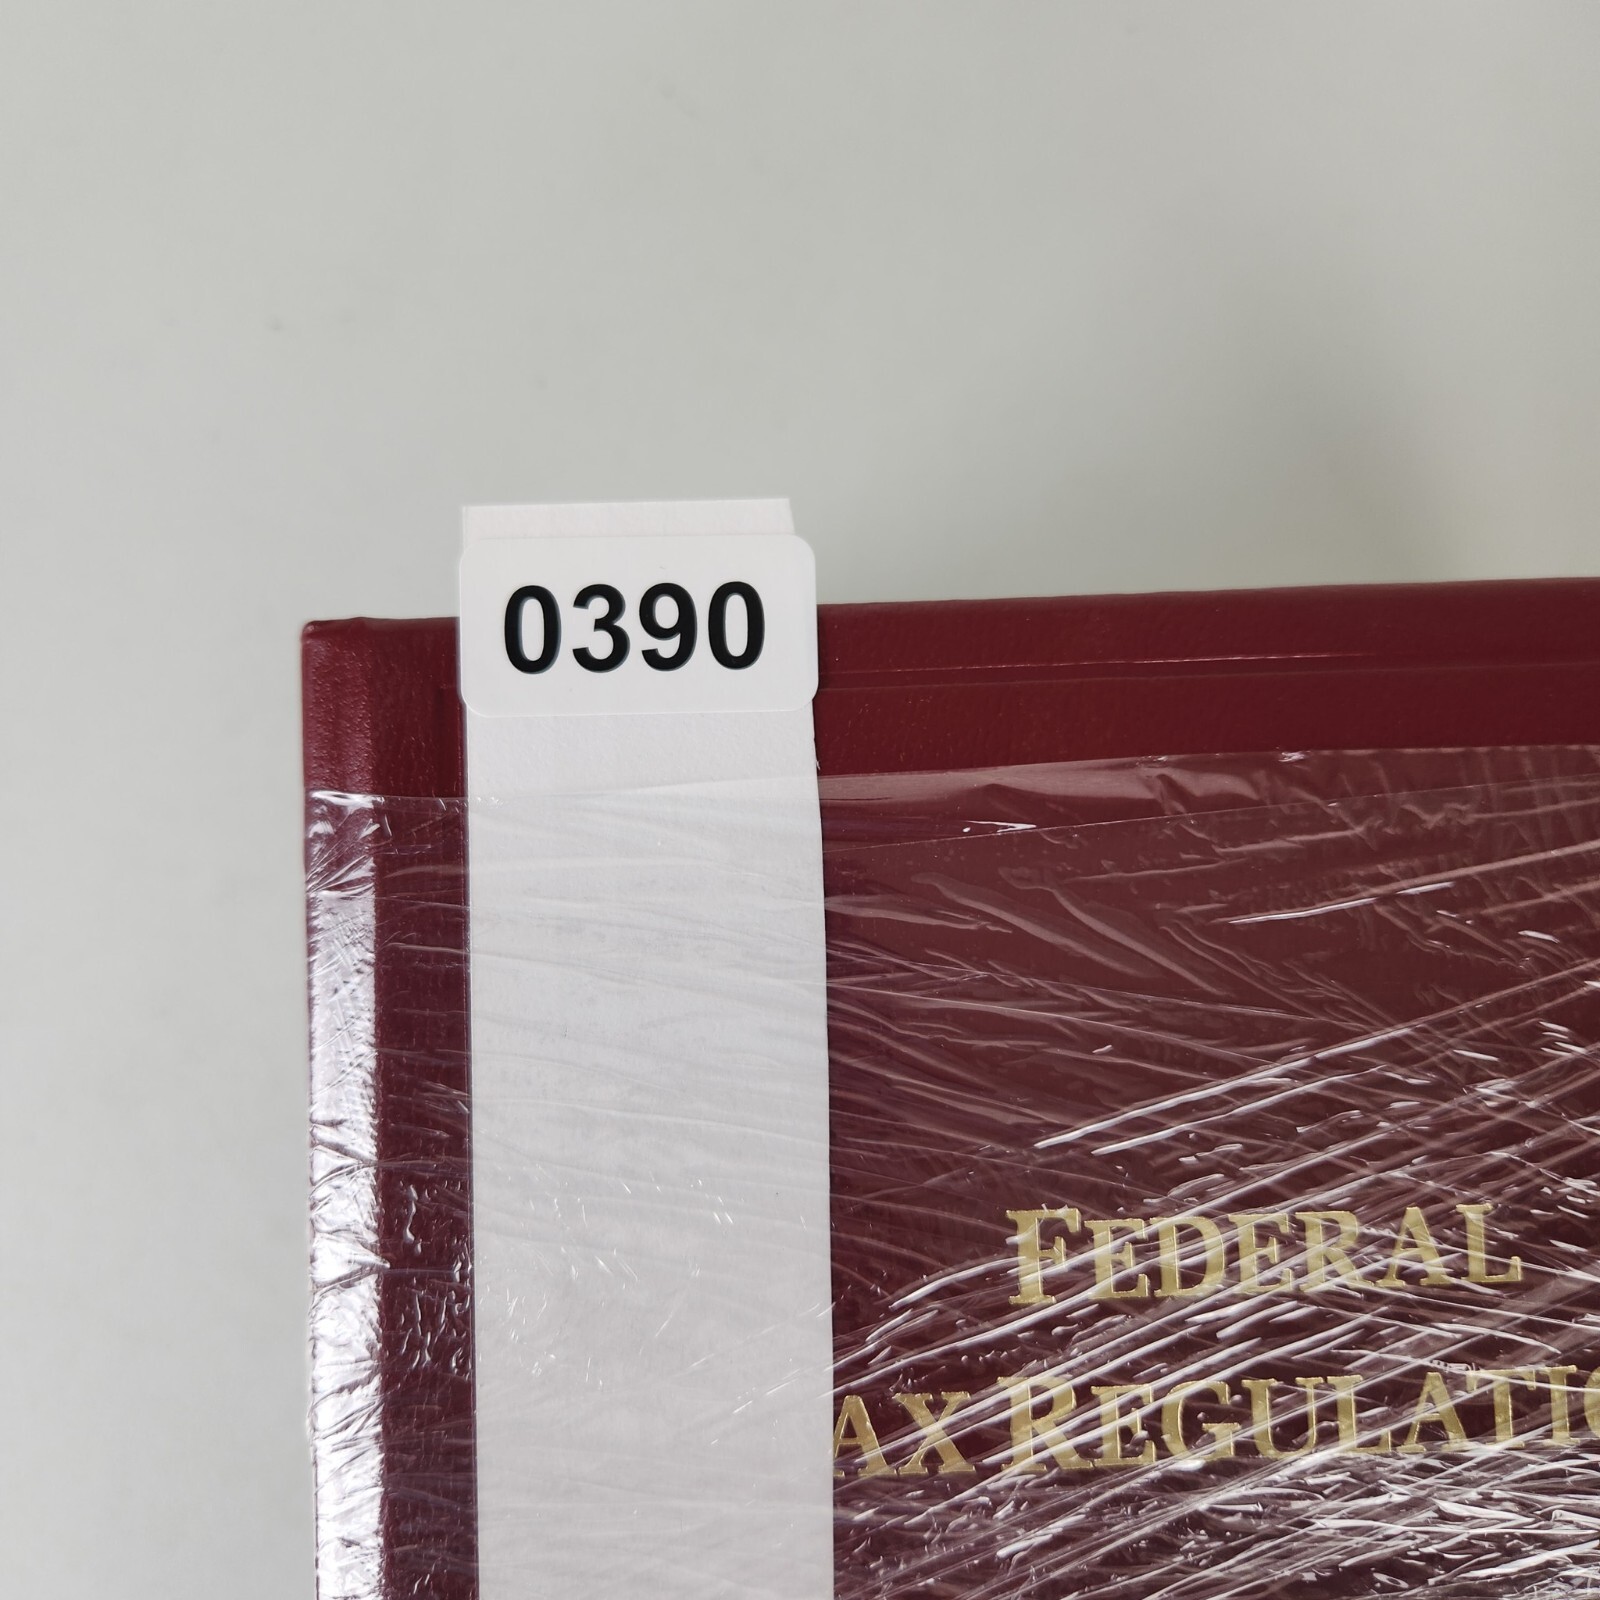 0390
FEDERAL
AX REGULATIO